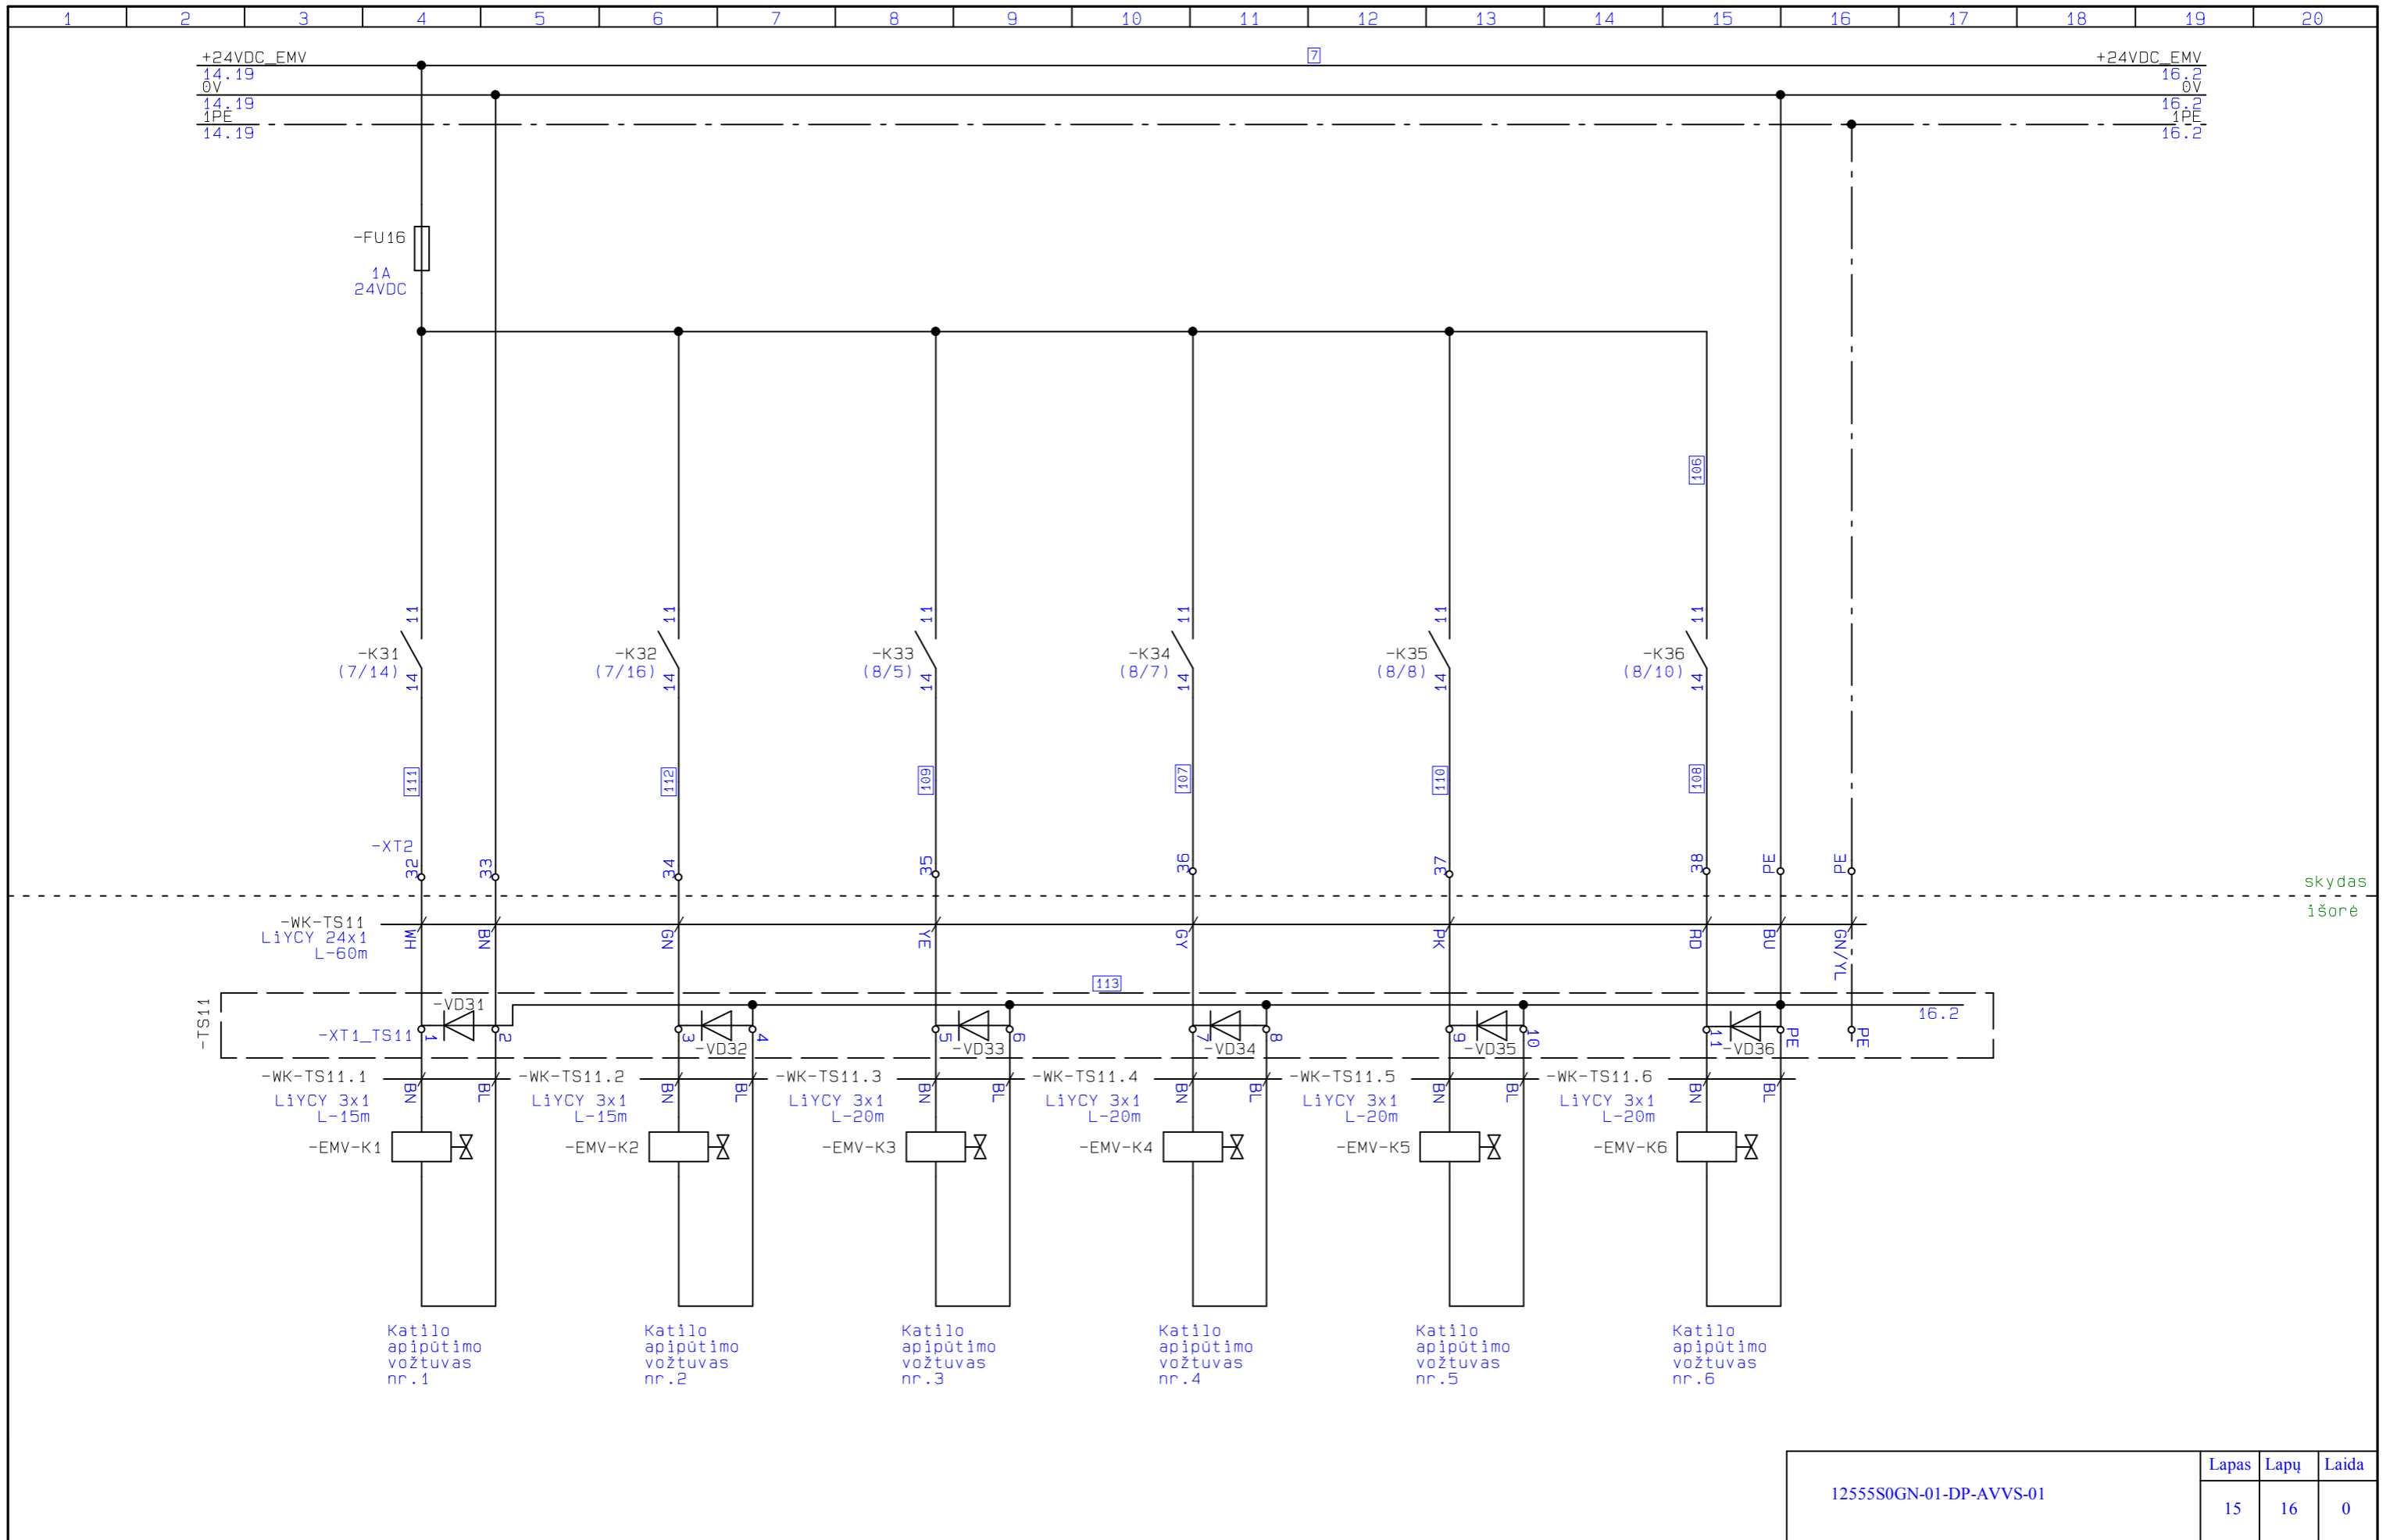 1 2 3 4 5 6 7 8 9 10 11 12 13 14 15 16 17 18 19 20
+24VDC_EMV 7 +24VDC_EMV
14.19 16.2
0V 0V
14.19 16.2
1PE 1PE
14.19 16.2
-FU16
1A
24VDC
106
11 11 11 11 11 11
-K31 -K32 -K33 -K34 -K35 -K36
(7/14) (7/16) (8/5) (8/7) (8/8) (8/10)
14 14 14 14 14 14
111 112 109 107 110 108
-XT2
32 33 34 35 36 37 38 PE PE
skydas
išorė
-WK-TS11
LiYCY 24x1
L-60m
WH BN GN YE GY PK RD BU GN/YL
113
-TS11
-VD31
16.2
-XT1_TS11
1 2 3 4 5 6 7 8 9 10 11 PE PE
-VD32 -VD33 -VD34 -VD35 -VD36
-WK-TS11.1 -WK-TS11.2 -WK-TS11.3 -WK-TS11.4 -WK-TS11.5 -WK-TS11.6
BN BL BN BL BN BL BN BL BN BL BN BL
LiYCY 3x1 LiYCY 3x1 LiYCY 3x1 LiYCY 3x1 LiYCY 3x1 LiYCY 3x1
L-15m L-15m L-20m L-20m L-20m L-20m
-EMV-K1 -EMV-K2 -EMV-K3 -EMV-K4 -EMV-K5 -EMV-K6
Katilo Katilo Katilo Katilo Katilo Katilo
apipūtimo apipūtimo apipūtimo apipūtimo apipūtimo apipūtimo
vožtuvas vožtuvas vožtuvas vožtuvas vožtuvas vožtuvas
nr.1 nr.2 nr.3 nr.4 nr.5 nr.6
Lapas Lapų Laida
12555S0GN-01-DP-AVVS-01
15 16 0